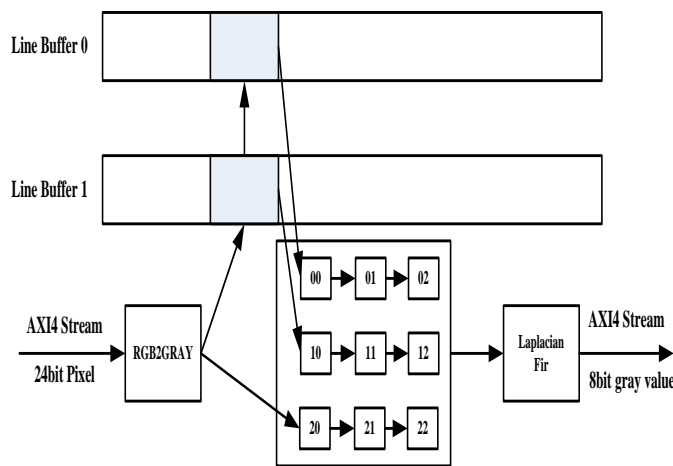 Line Buffer 0
Line Buffer 1
00 01 02
AXI4 Stream
24bit Pixel
RGB2GRAY
10 11 12
Laplacian
Fir
AXI4 Stream
8bit gray value
20 21 22